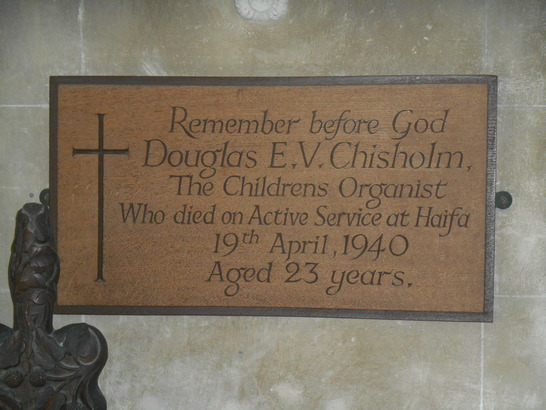 Remember before God
Douglas E.V. Chisholm,
The Childrens Organist
Who died on Active Service at Haifa
19th April, 1940
Aged 23 years.